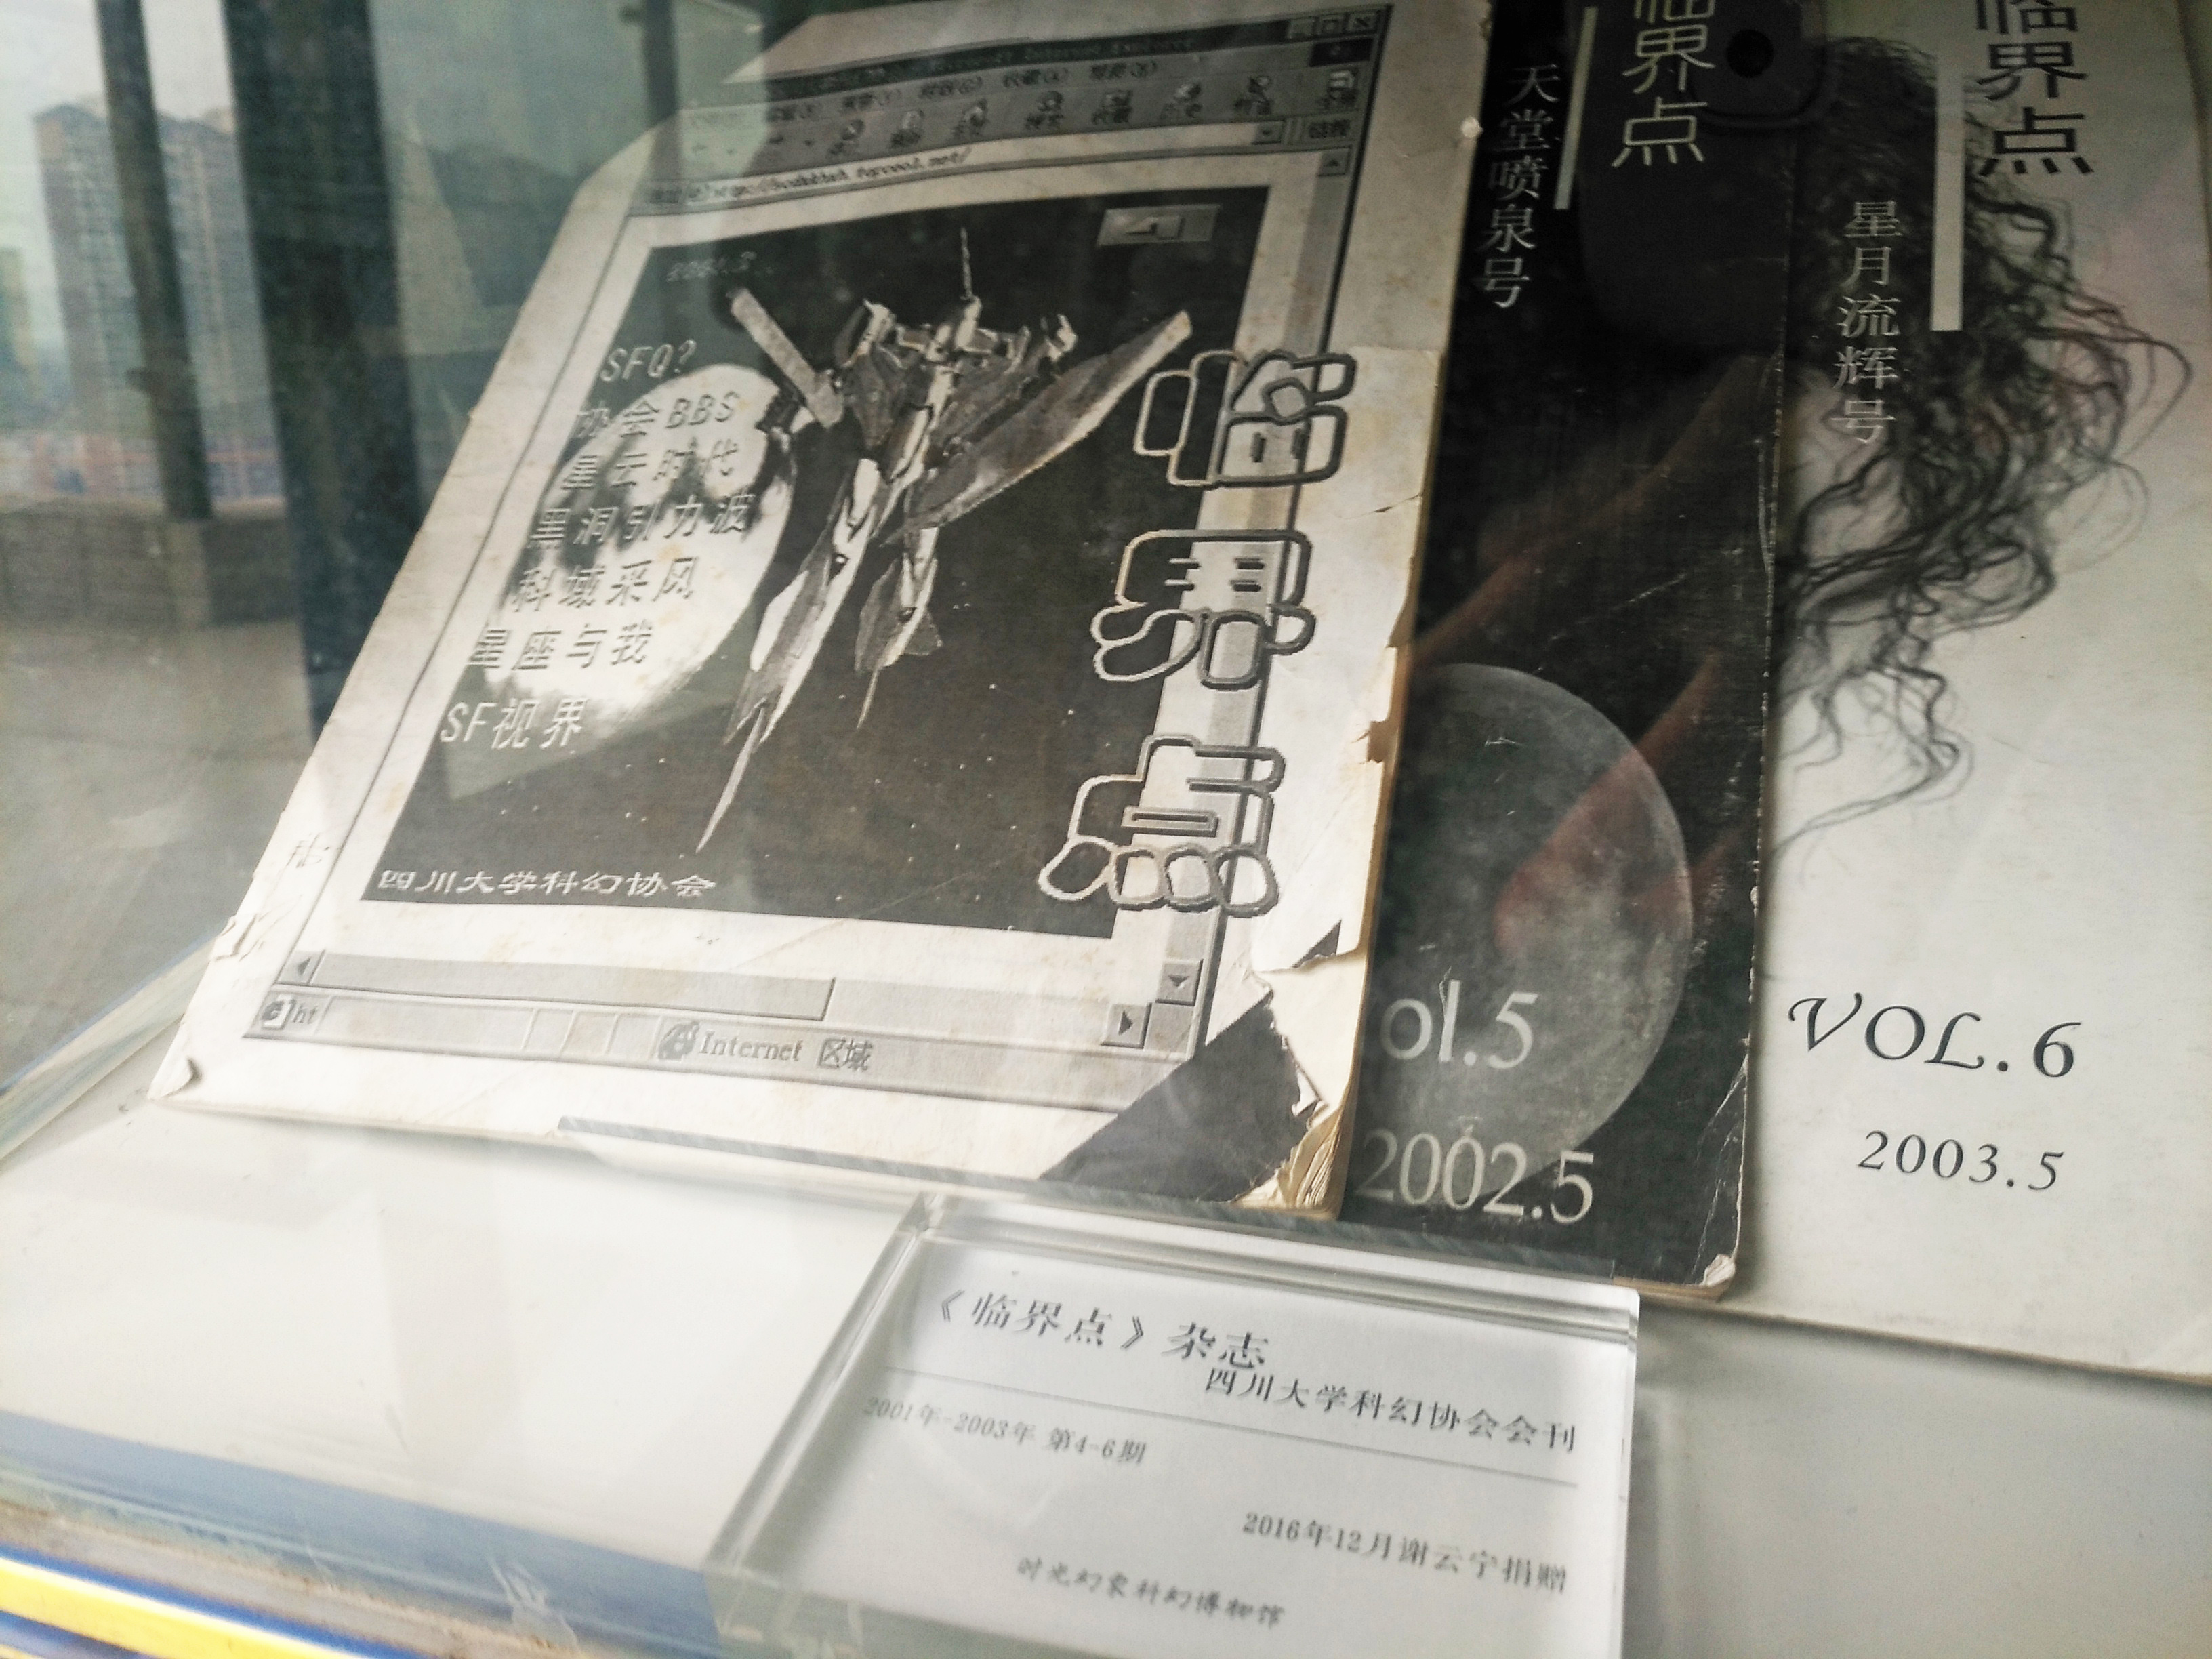 收藏(A)
SFQ?
协会BBS
星云时代
黑洞引力波
科域采风
星座与我
SF视界
临界点
四川大学科幻协会
ht
Internet 区域
临界点
天堂喷泉号
ol.5
2002.5
临界点
星月流辉号
VOL.6
2003.5
《临界点》杂志
四川大学科幻协会会刊
2001年-2003年 第4-6期
2016年12月谢云宁捐赠
时光幻象科幻博物馆